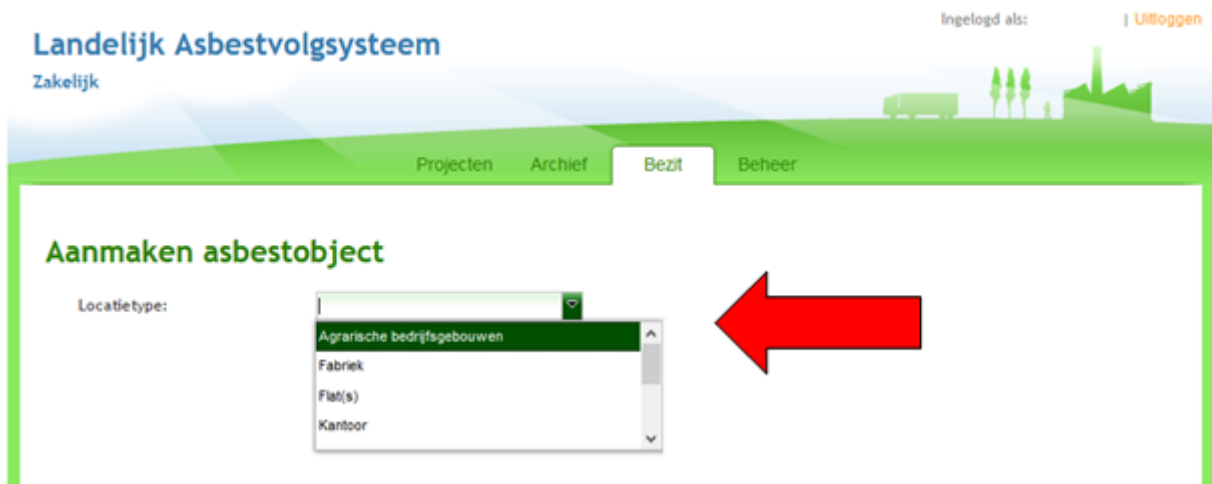 Ingelogd als: | Uitloggen
Landelijk Asbestvolgsysteem
Zakelijk
Projecten Archief Bezit Beheer
Aanmaken asbestobject
Locatietype:
Agrarische bedrijfsgebouwen
Fabriek
Flat(s)
Kantoor